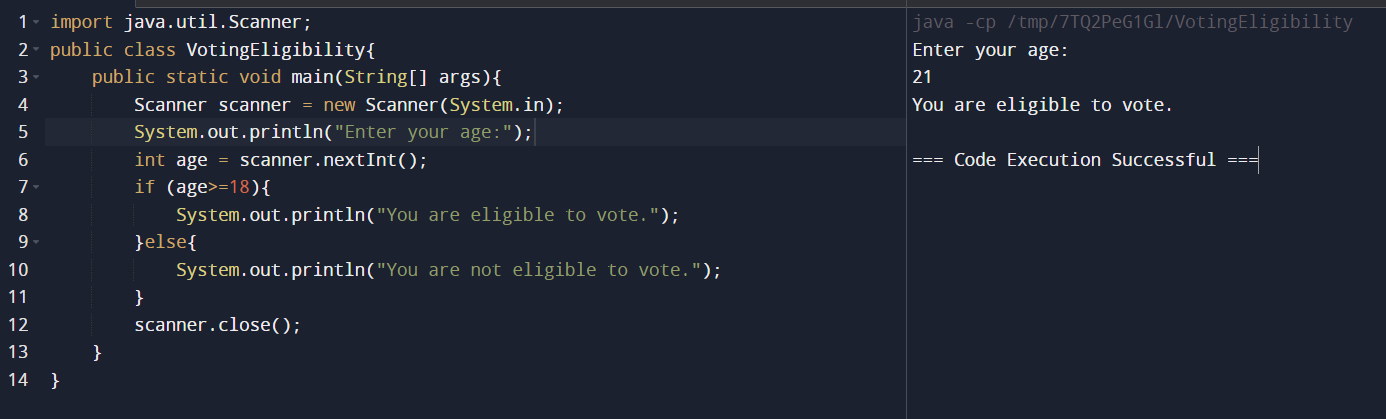 1 import java.util.Scanner;
2 public class VotingEligibility{
3     public static void main(String[] args){
4         Scanner scanner = new Scanner(System.in);
5         System.out.println("Enter your age:");
6         int age = scanner.nextInt();
7         if (age>=18){
8             System.out.println("You are eligible to vote.");
9         }else{
10             System.out.println("You are not eligible to vote.");
11         }
12         scanner.close();
13     }
14 }
java -cp /tmp/7TQ2PeG1Gl/VotingEligibility
Enter your age:
21
You are eligible to vote.
=== Code Execution Successful ===